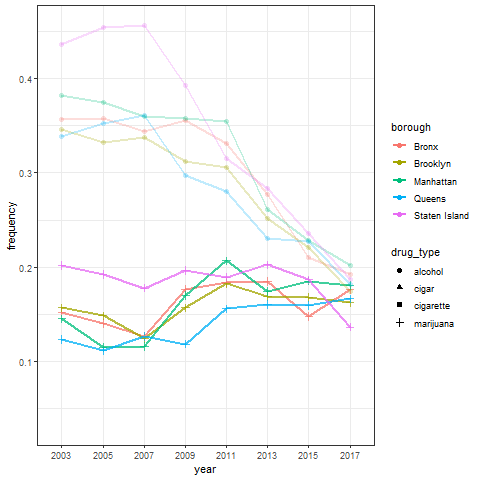 0.4
0.3
0.2
0.1
frequency
2003 2005 2007 2009 2011 2013 2015 2017
year
borough
Bronx
Brooklyn
Manhattan
Queens
Staten Island
drug_type
alcohol
cigar
cigarette
marijuana